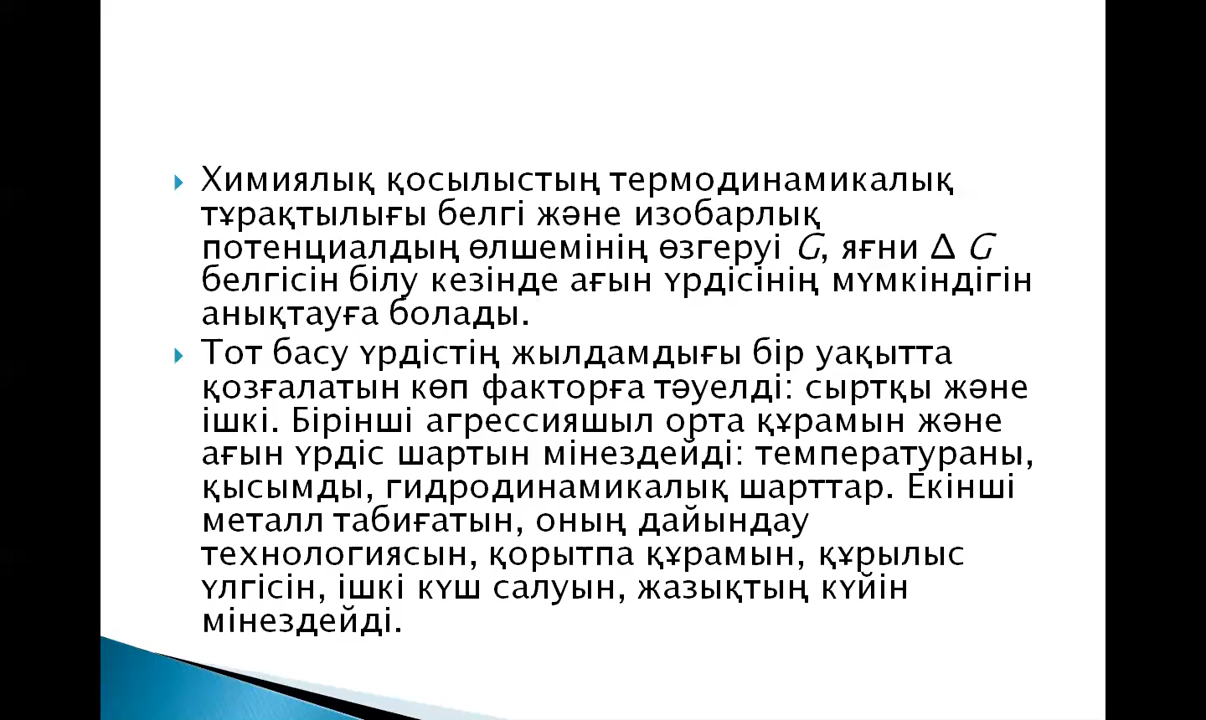 Химиялық қосылыстың термодинамикалық
тұрақтылығы белгі және изобарлық
потенциалдың өлшемінің өзгеруі G, яғни Δ G
белгісін білу кезінде ағын үрдісінің мүмкіндігін
анықтауға болады.
Тот басу үрдістің жылдамдығы бір уақытта
қозғалатын көп факторға тәуелді: сыртқы және
ішкі. Бірінші агрессияшыл орта құрамын және
ағын үрдіс шартын мінездейді: температураны,
қысымды, гидродинамикалық шарттар. Екінші
металл табиғатын, оның дайындау
технологиясын, қорытпа құрамын, құрылыс
үлгісін, ішкі күш салуын, жазықтың күйін
мінездейді.